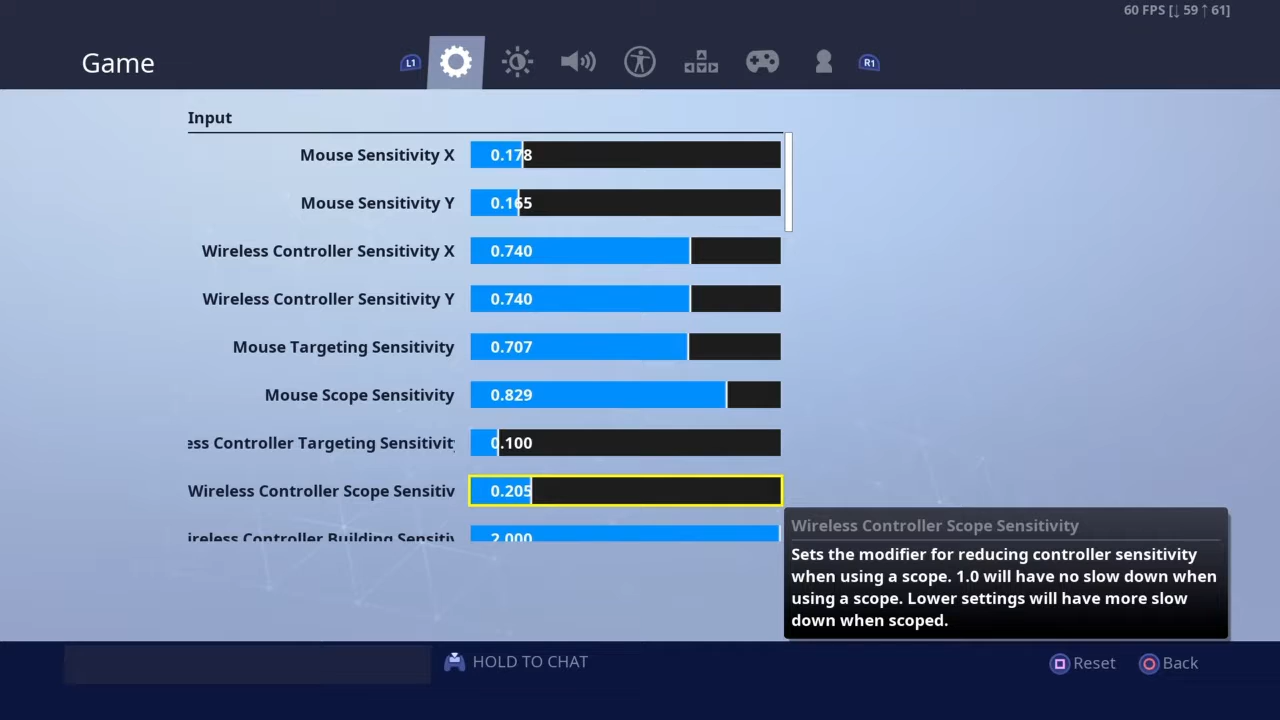 60 FPS [↓ 59 ↑ 61]
Game
L1
R1
Input
Mouse Sensitivity X 0.178
Mouse Sensitivity Y 0.165
Wireless Controller Sensitivity X 0.740
Wireless Controller Sensitivity Y 0.740
Mouse Targeting Sensitivity 0.707
Mouse Scope Sensitivity 0.829
ess Controller Targeting Sensitivit 0.100
Wireless Controller Scope Sensitiv 0.205
ireless Controller Building Sensitiv 2.000
Wireless Controller Scope Sensitivity
Sets the modifier for reducing controller sensitivity
when using a scope. 1.0 will have no slow down when
using a scope. Lower settings will have more slow
down when scoped.
HOLD TO CHAT
Reset
Back